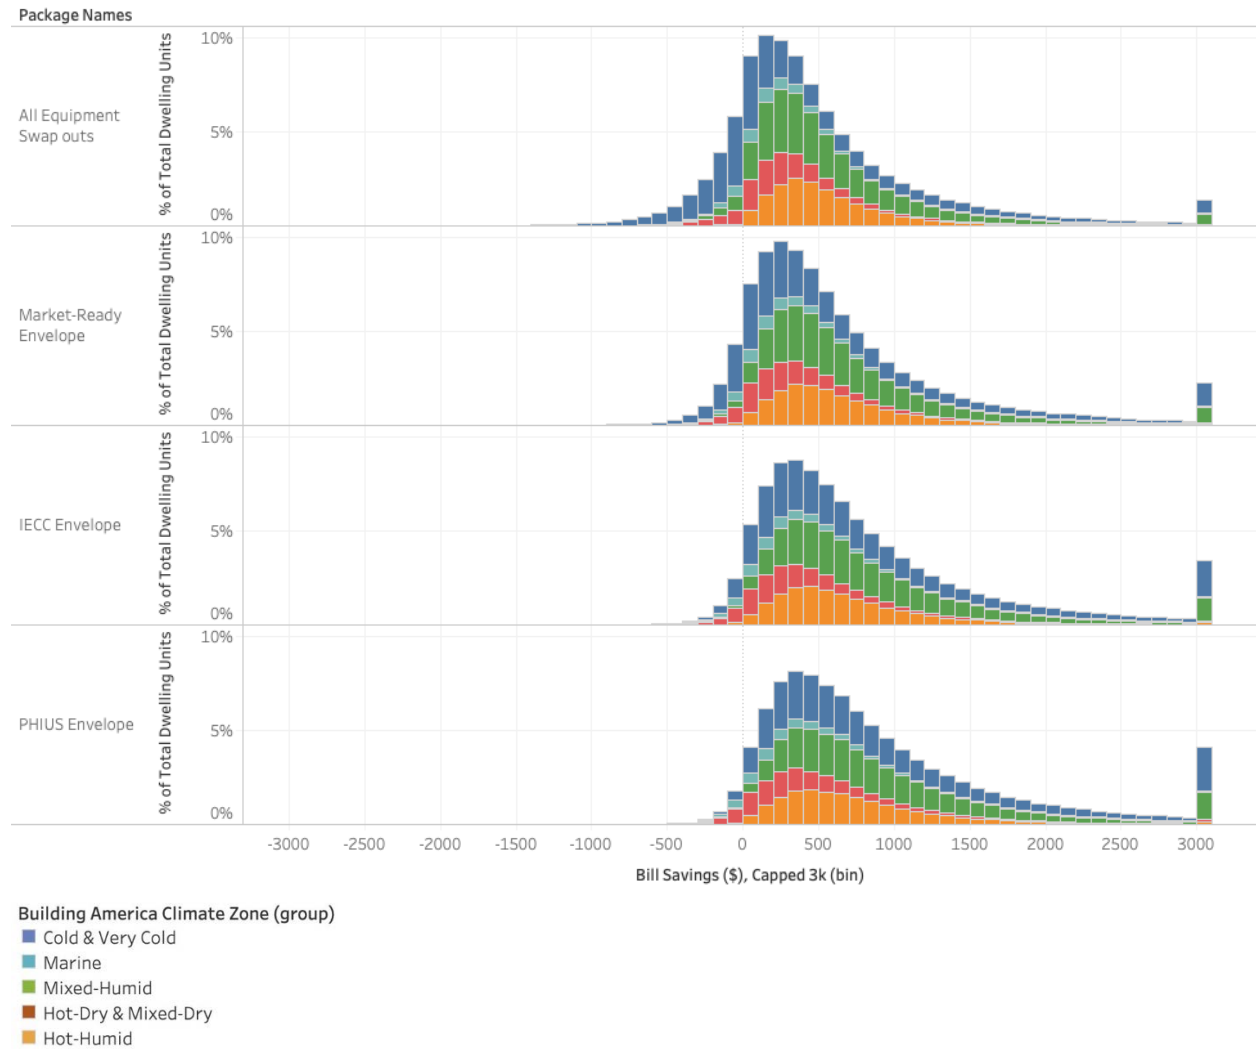 Package Names
All Equipment
Swap outs
% of Total Dwelling Units
10%
5%
0%
Market-Ready
Envelope
% of Total Dwelling Units
10%
5%
0%
IECC Envelope
% of Total Dwelling Units
10%
5%
0%
PHIUS Envelope
% of Total Dwelling Units
10%
5%
0%
-3000 -2500 -2000 -1500 -1000 -500 0 500 1000 1500 2000 2500 3000
Bill Savings ($), Capped 3k (bin)
Building America Climate Zone (group)
Cold & Very Cold
Marine
Mixed-Humid
Hot-Dry & Mixed-Dry
Hot-Humid